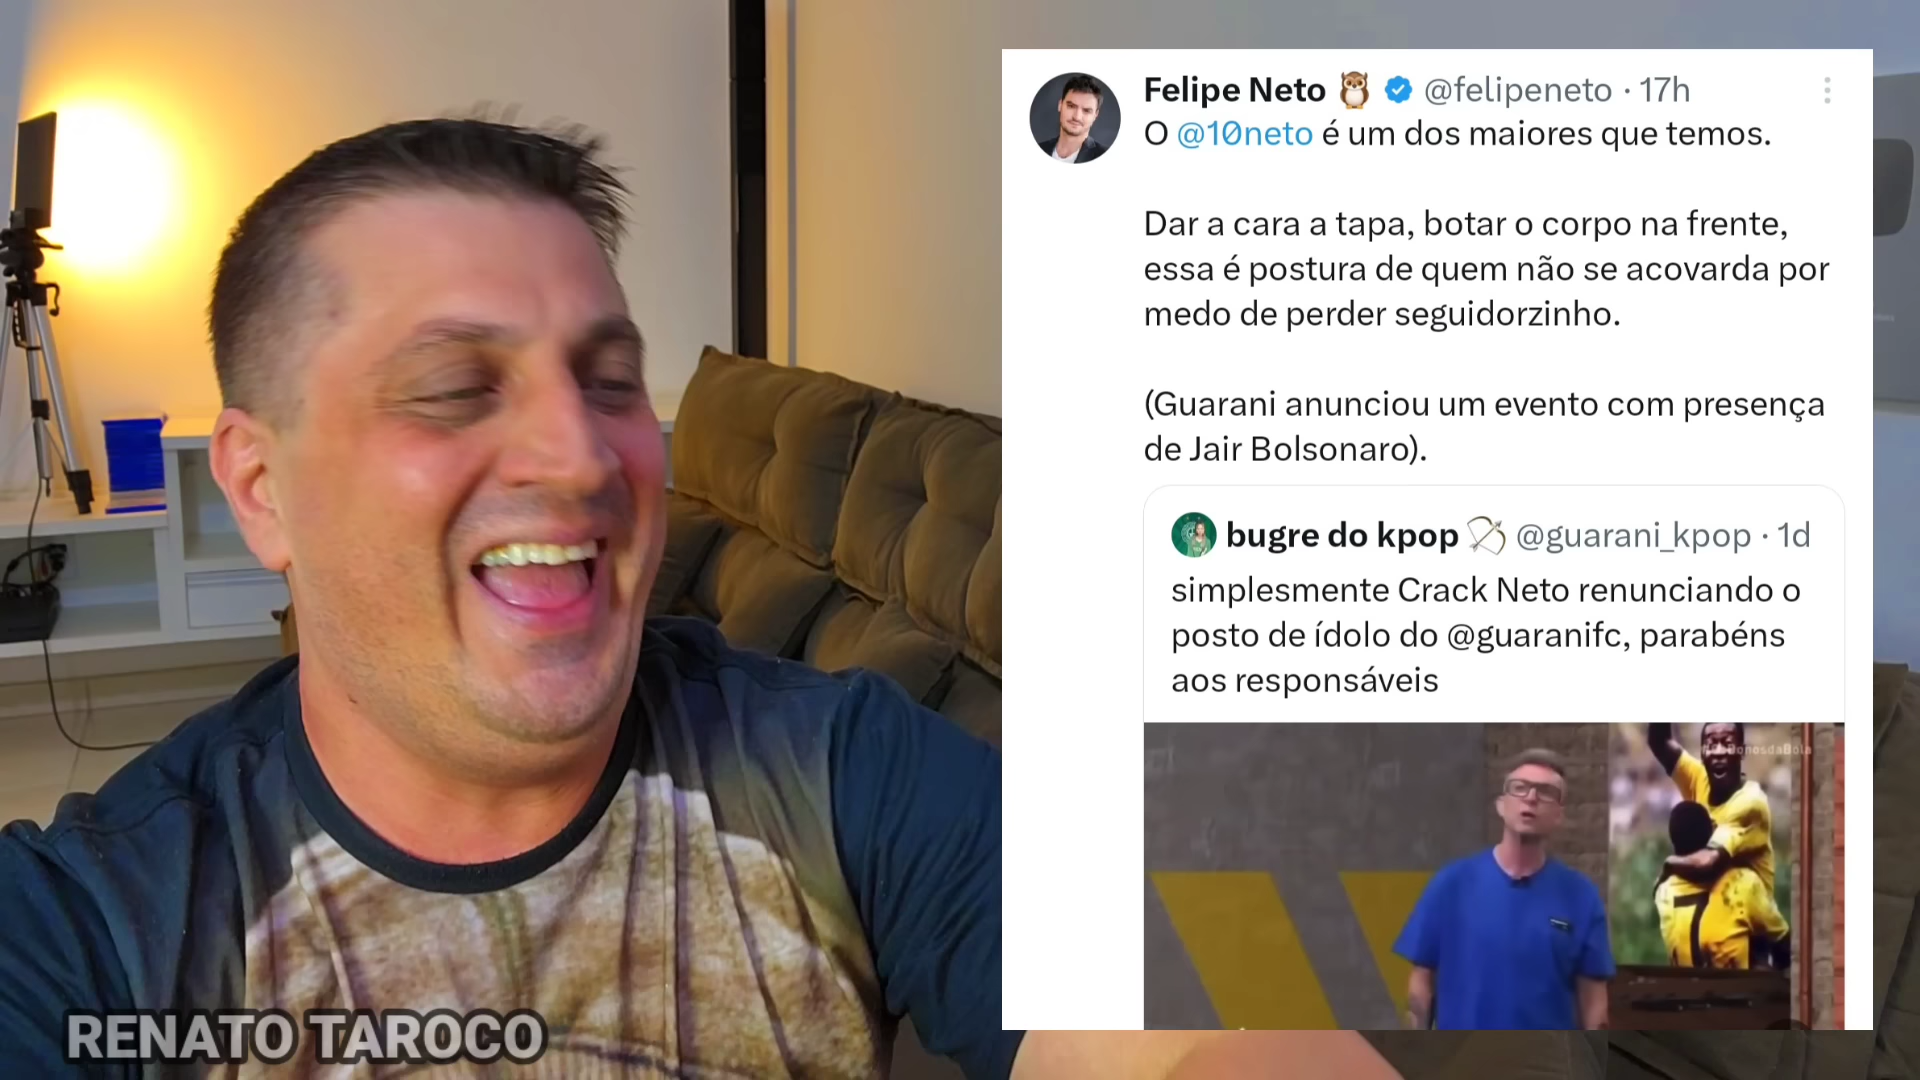 Felipe Neto 🦉 @felipeneto · 17h
O @10neto é um dos maiores que temos.
Dar a cara a tapa, botar o corpo na frente,
essa é postura de quem não se acovarda por
medo de perder seguidorzinho.
(Guarani anunciou um evento com presença
de Jair Bolsonaro).
bugre do kpop 🏹 @guarani_kpop · 1d
simplesmente Crack Neto renunciando o
posto de ídolo do @guaranifc, parabéns
aos responsáveis
#OsDonosdaBola
7
RENATO TAROCO